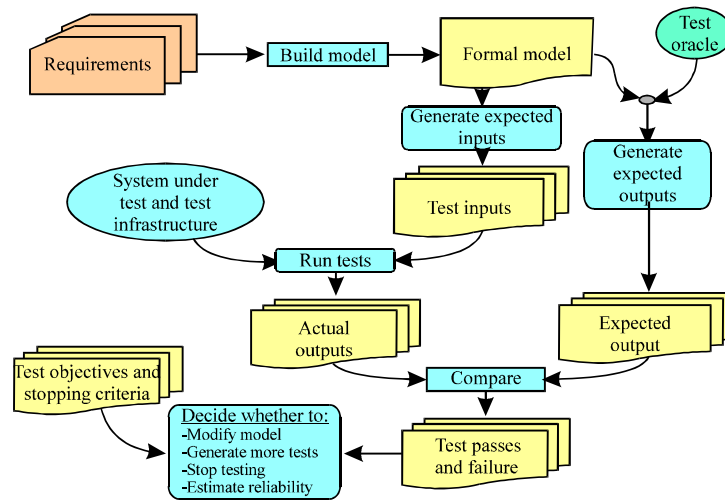 Requirements
Build model
Formal model
Test
oracle
Generate expected
inputs
Generate
expected
outputs
System under
test and test
infrastructure
Test inputs
Run tests
Actual
outputs
Expected
output
Test objectives and
stopping criteria
Compare
Decide whether to:
-Modify model
-Generate more tests
-Stop testing
-Estimate reliability
Test passes
and failure